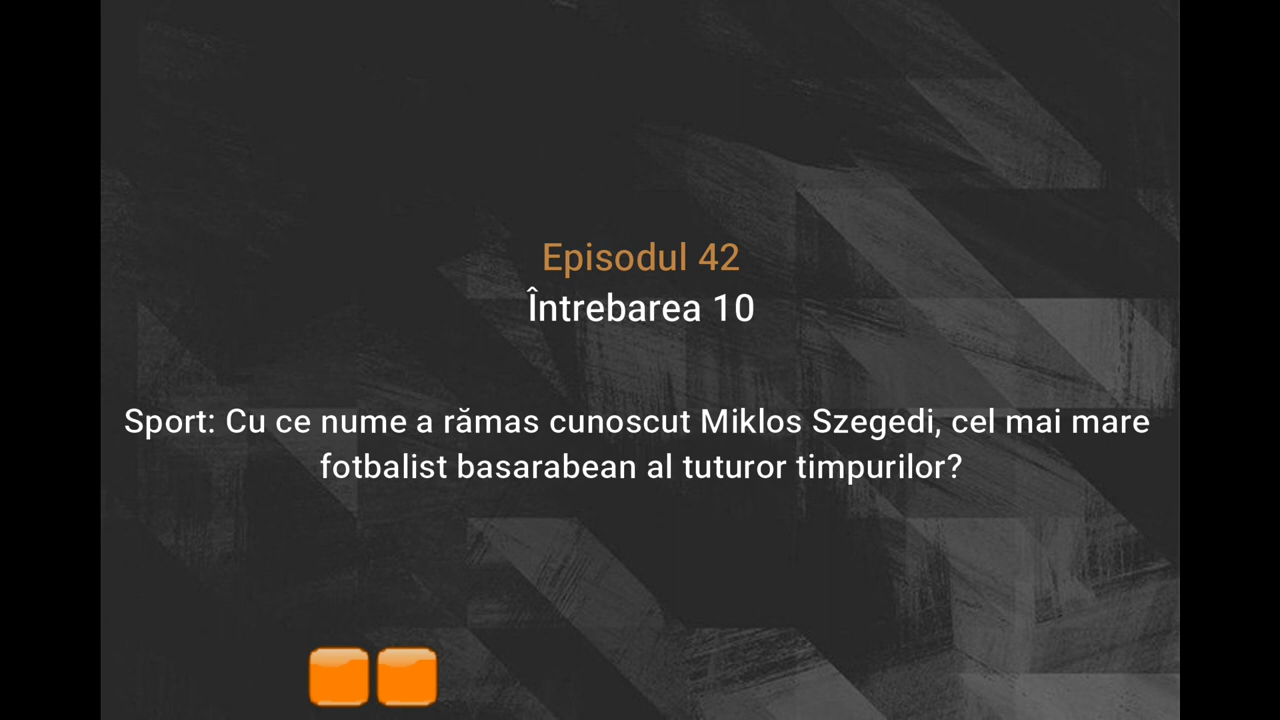 Episodul 42
Întrebarea 10
Sport: Cu ce nume a rămas cunoscut Miklos Szegedi, cel mai mare
fotbalist basarabean al tuturor timpurilor?